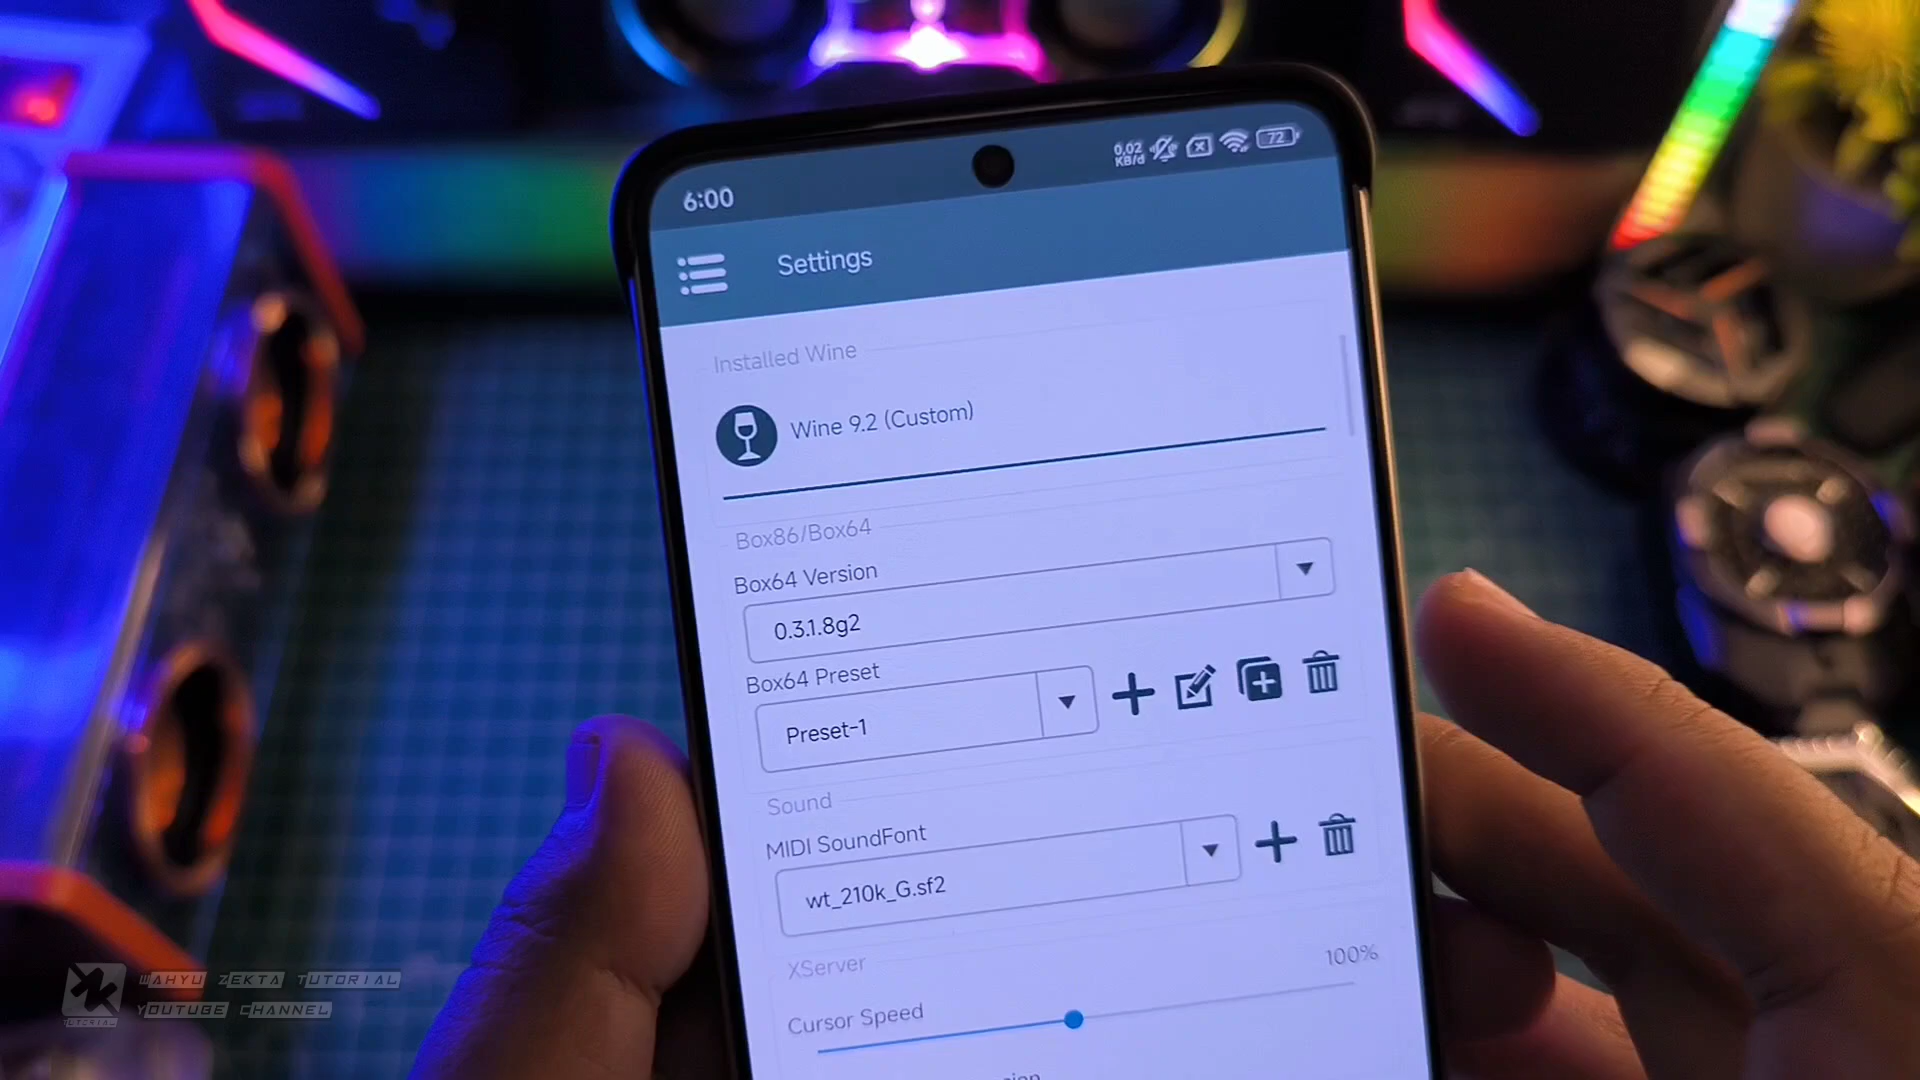 6:00
0,02
KB/d
72
Settings
Installed Wine
Wine 9.2 (Custom)
Box86/Box64
Box64 Version
0.3.1.8g2
Box64 Preset
Preset-1
Sound
MIDI SoundFont
wt_210k_G.sf2
XServer
100%
Cursor Speed
WAHYU ZEKTA TUTORIAL
YOUTUBE CHANNEL
TUTORIAL